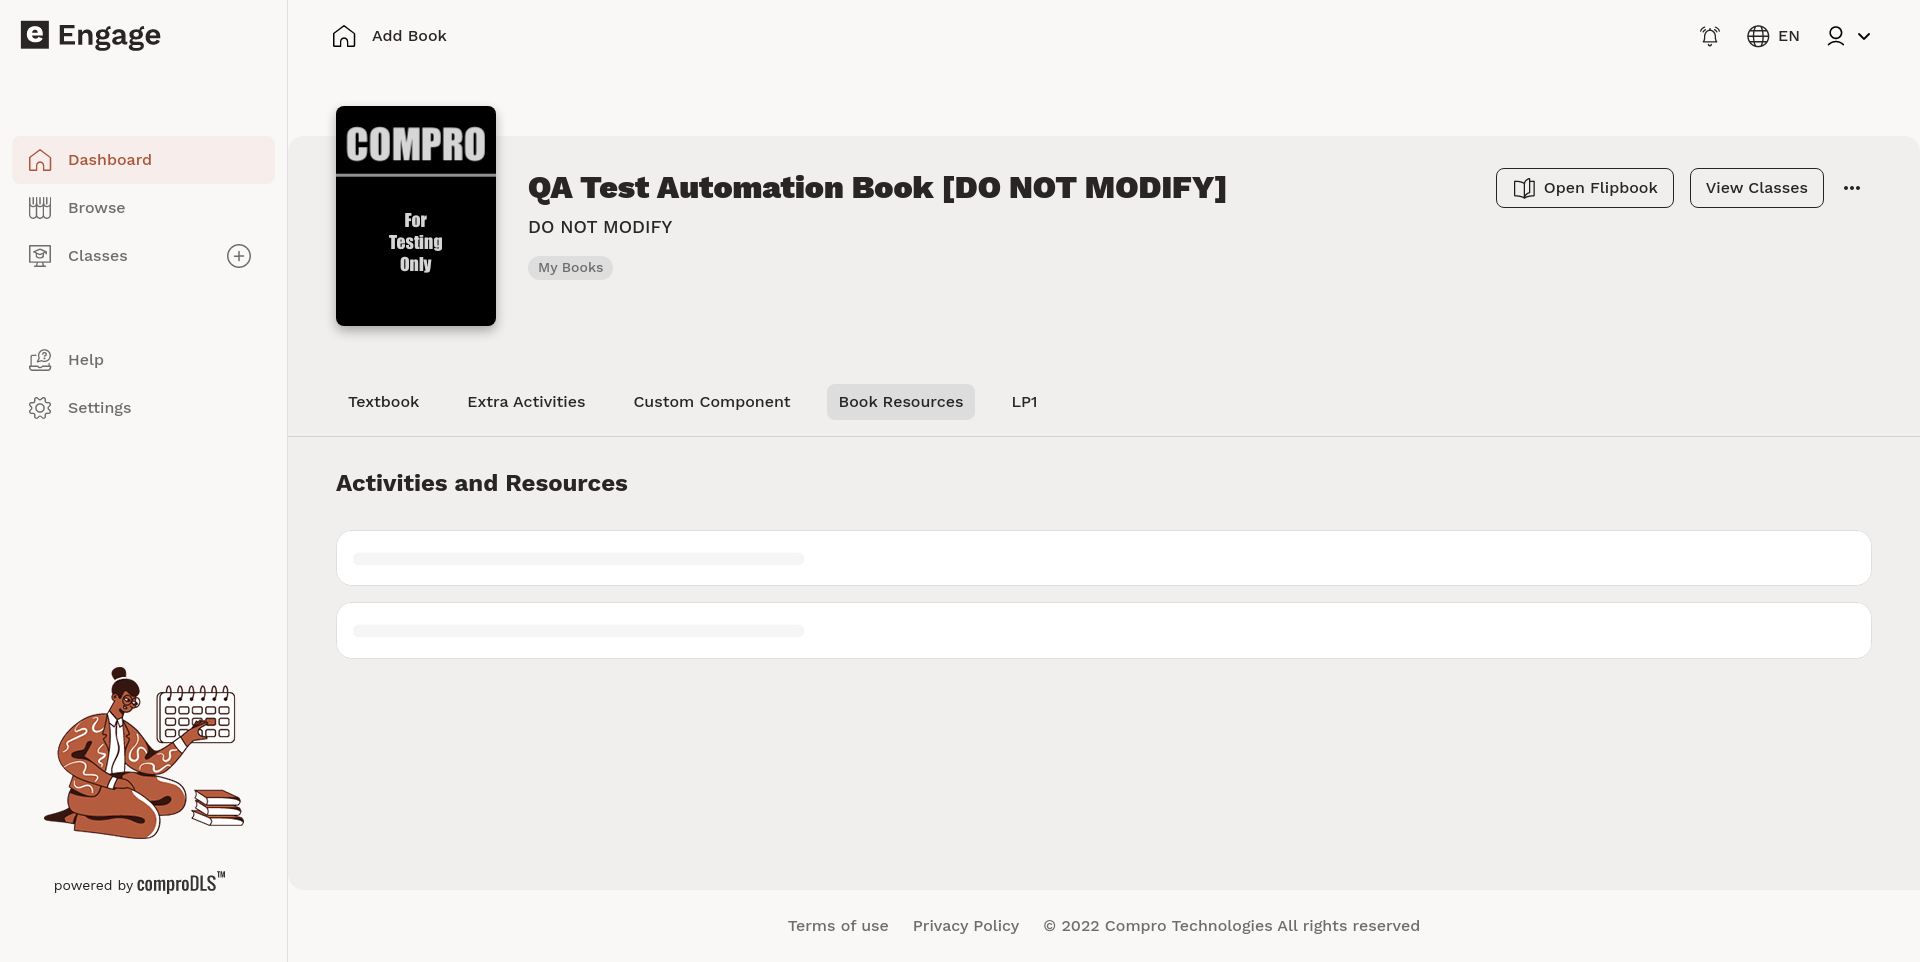 e Engage
Add Book
EN
Dashboard
Browse
Classes
Help
Settings
powered by comproDLS™
COMPRO
For
Testing
Only
QA Test Automation Book [DO NOT MODIFY]
DO NOT MODIFY
My Books
Open Flipbook
View Classes
Textbook
Extra Activities
Custom Component
Book Resources
LP1
Activities and Resources
Terms of use
Privacy Policy
© 2022 Compro Technologies All rights reserved